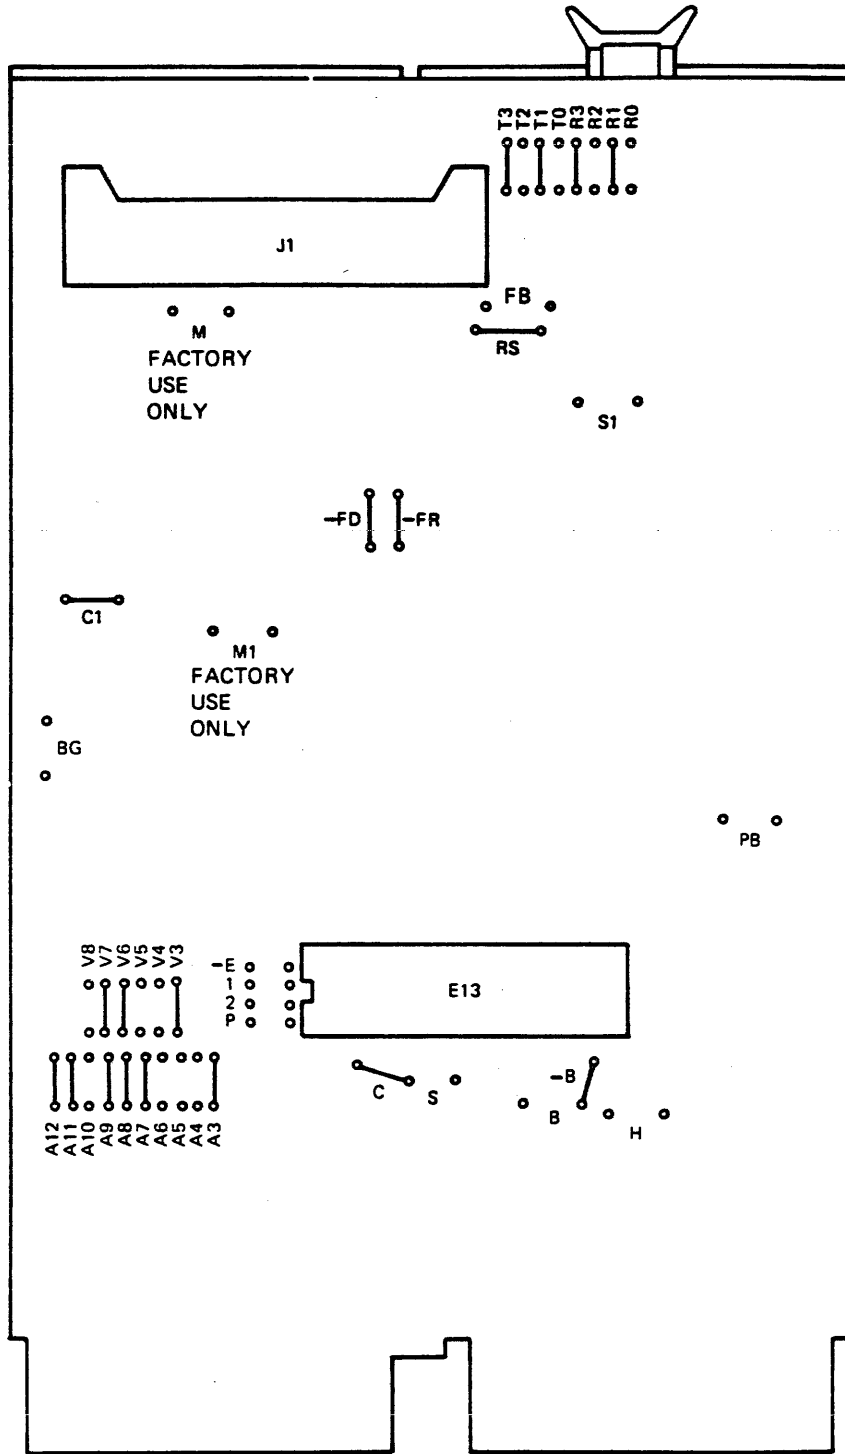 T3 T2 T1 T0 R3 R2 R1 R0
J1
FB
M
FACTORY
USE
ONLY
RS
S1
-FD -FR
C1
M1
FACTORY
USE
ONLY
BG
PB
V8 V7 V6 V5 V4 V3
-E
1
2
P
E13
C S
-B
B
H
A12 A11 A10 A9 A8 A7 A6 A5 A4 A3